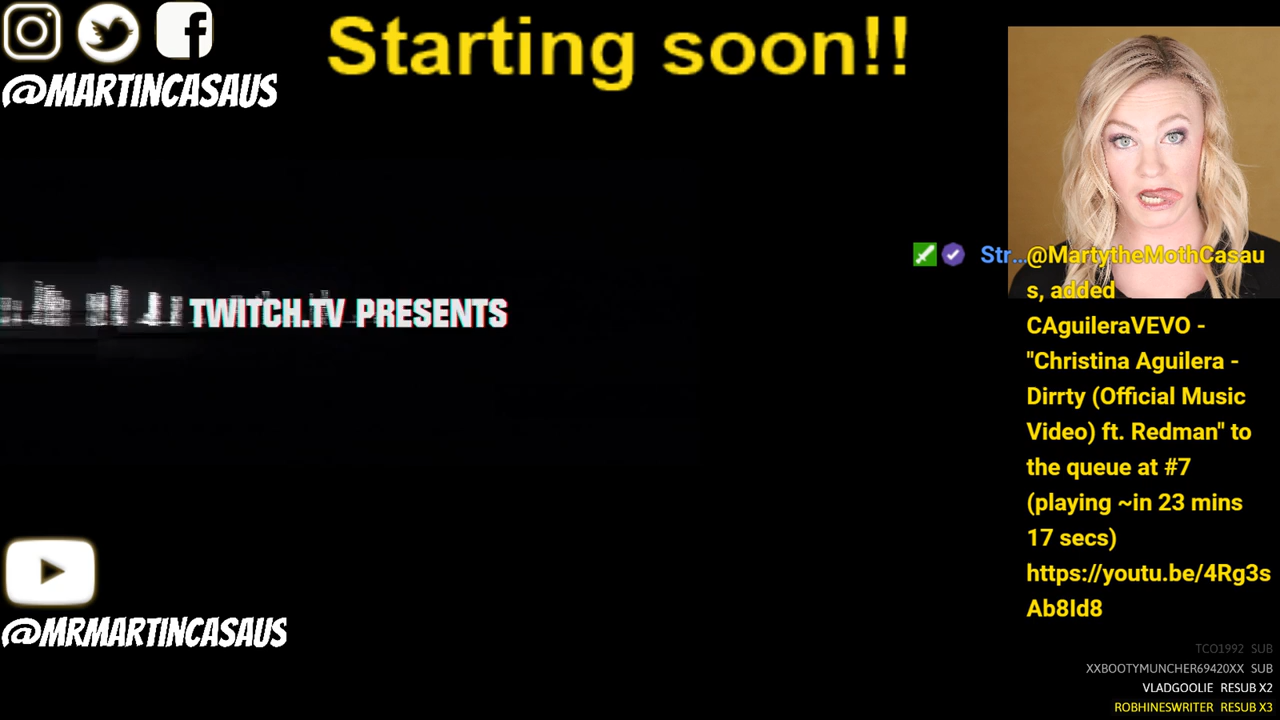 Starting soon!!
@MARTINCASAUS
TWITCH.TV PRESENTS
Str...@MartytheMothCasau
s, added
CAguileraVEVO -
"Christina Aguilera -
Dirrty (Official Music
Video) ft. Redman" to
the queue at #7
(playing ~in 23 mins
17 secs)
https://youtu.be/4Rg3s
Ab8Id8
@MRMARTINCASAUS
TCO1992 SUB
XXBOOTYMUNCHER69420XX SUB
VLADGOOLIE RESUB X2
ROBHINESWRITER RESUB X3